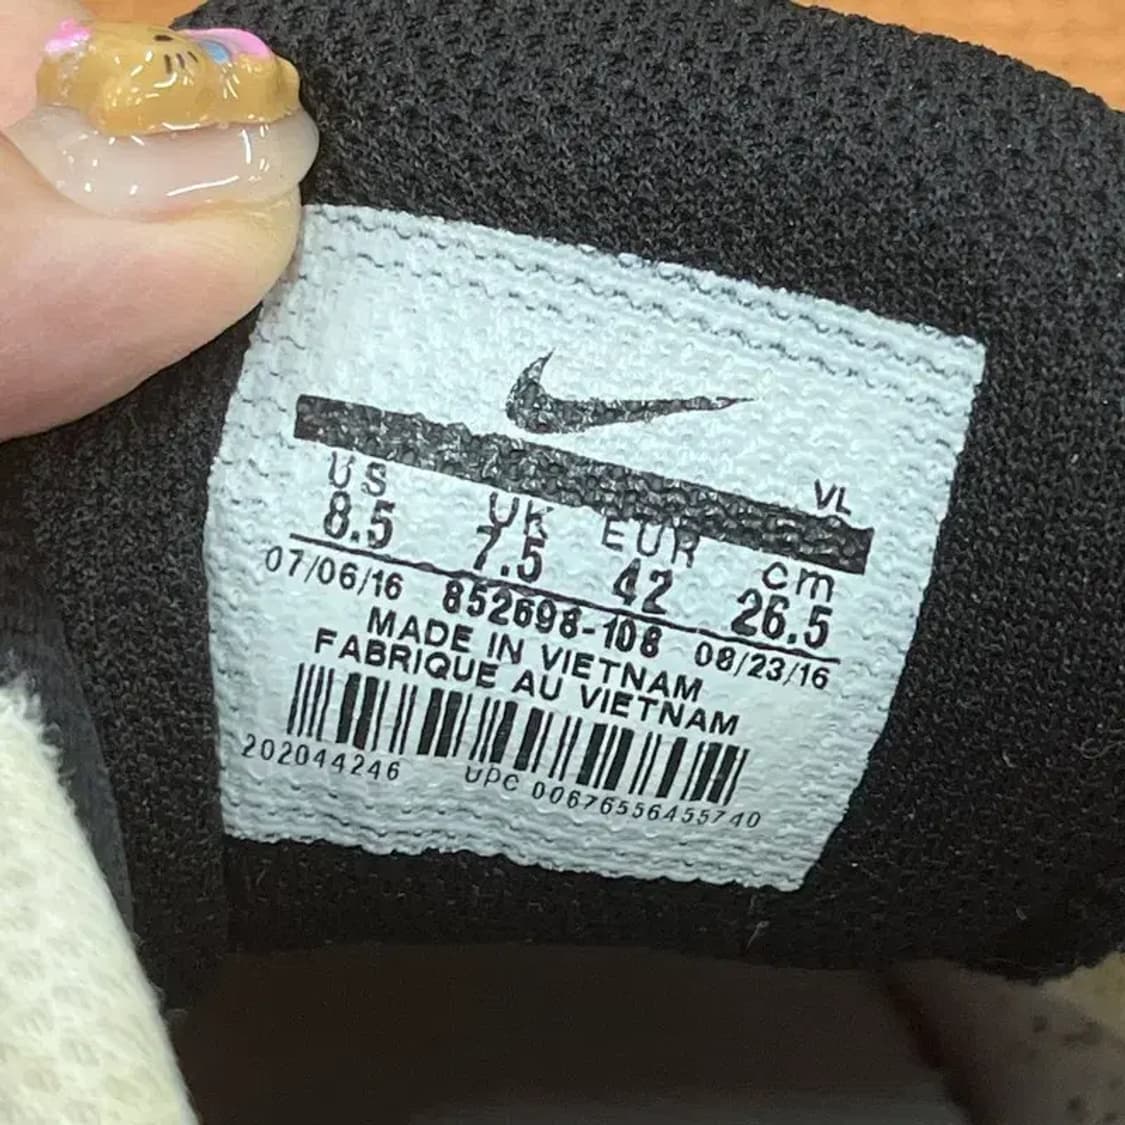 VL
US UK EUR cm
8.5 7.5 42 26.5
07/06/16 852698-108 08/23/16
MADE IN VIETNAM
FABRIQUE AU VIETNAM
202044246 UPC 00676556455740